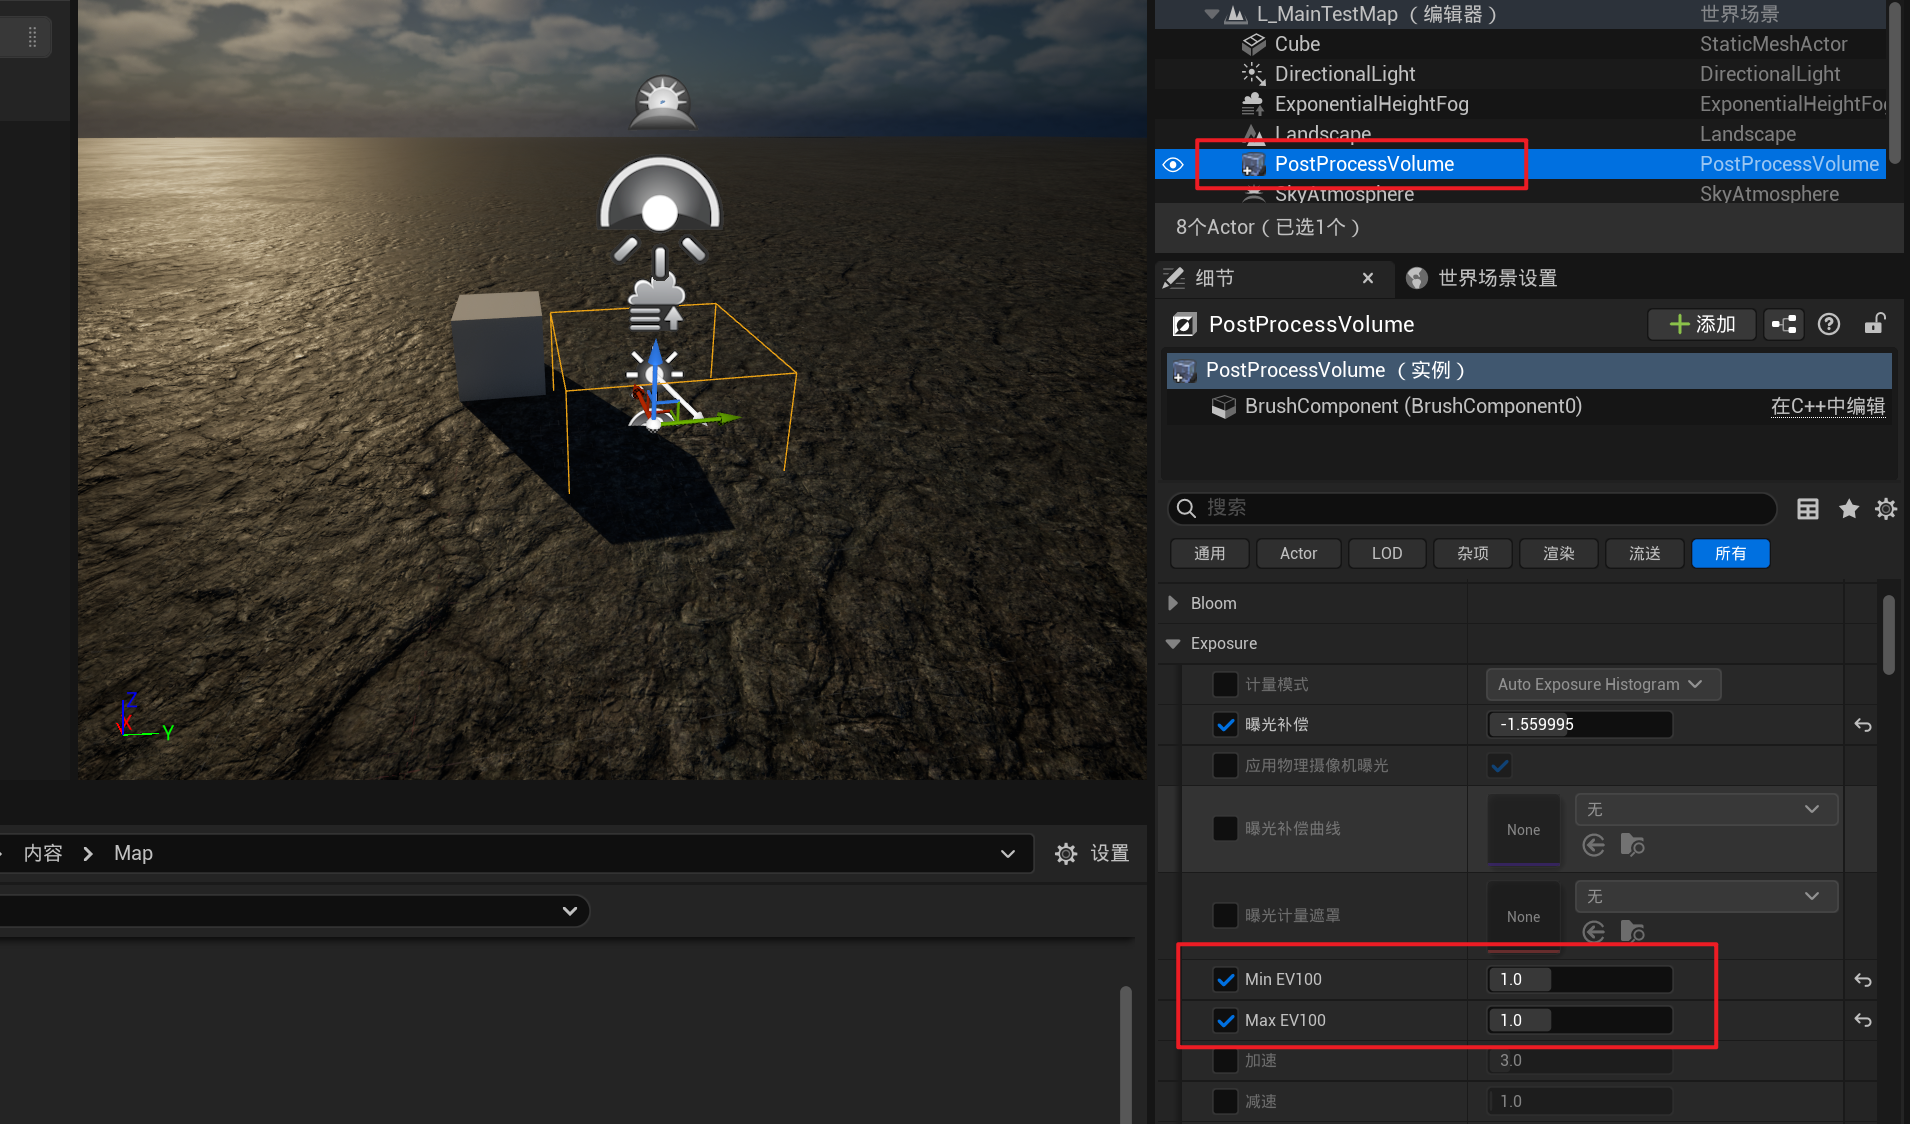 L_MainTestMap（编辑器） 世界场景
Cube StaticMeshActor
DirectionalLight DirectionalLight
ExponentialHeightFog ExponentialHeightFog
Landscape Landscape
PostProcessVolume PostProcessVolume
SkyAtmosphere SkyAtmosphere
8个Actor（已选1个）
细节 世界场景设置
PostProcessVolume 添加
PostProcessVolume（实例）
BrushComponent (BrushComponent0) 在C++中编辑
搜索
通用 Actor LOD 杂项 渲染 流送 所有
Bloom
Exposure
计量模式 Auto Exposure Histogram
曝光补偿 -1.559995
应用物理摄像机曝光
曝光补偿曲线 None 无
曝光计量遮罩 None 无
Min EV100 1.0
Max EV100 1.0
加速 3.0
减速 1.0
Z
X
Y
内容 Map 设置